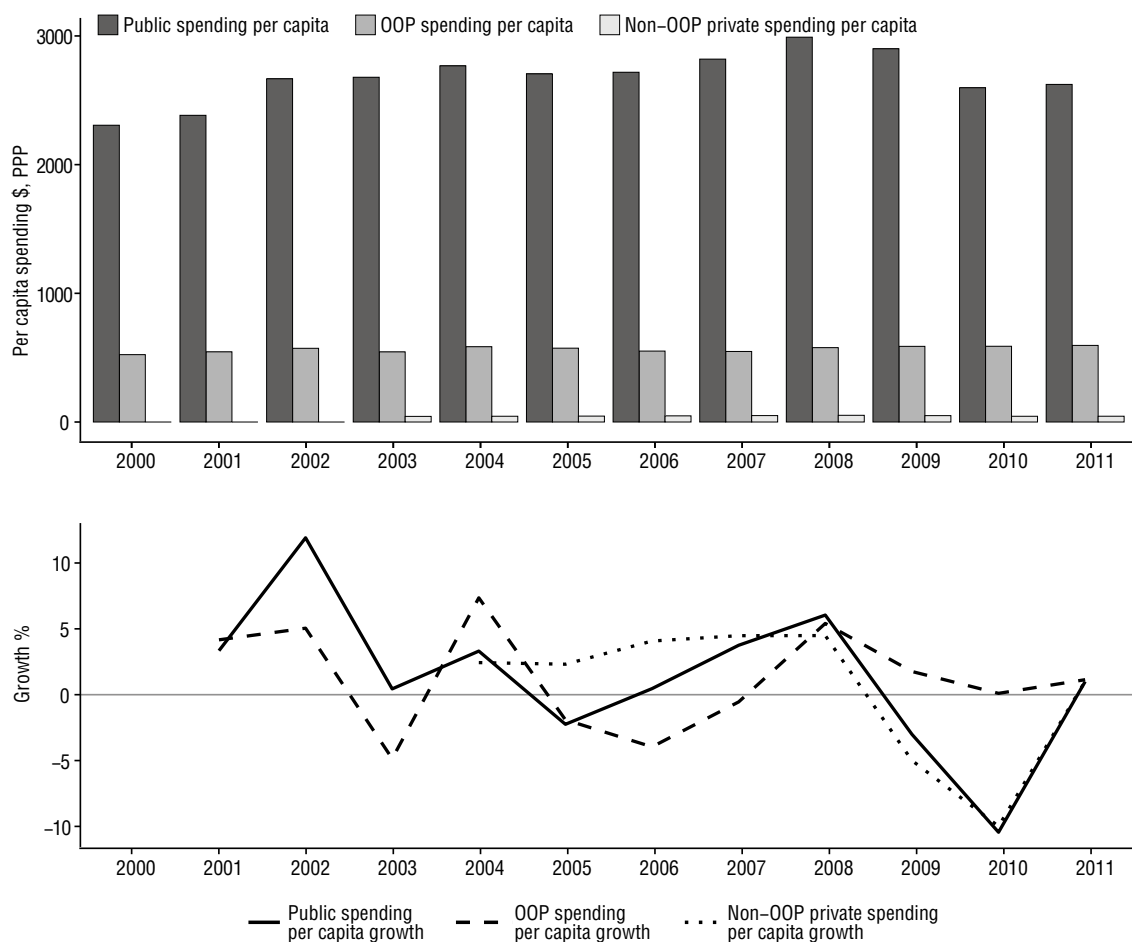 Public spending per capita OOP spending per capita Non–OOP private spending per capita
Per capita spending $, PPP
3000
2000
1000
0
2000 2001 2002 2003 2004 2005 2006 2007 2008 2009 2010 2011
Growth %
10
5
0
–5
–10
2000 2001 2002 2003 2004 2005 2006 2007 2008 2009 2010 2011
Public spending
per capita growth
OOP spending
per capita growth
Non–OOP private spending
per capita growth